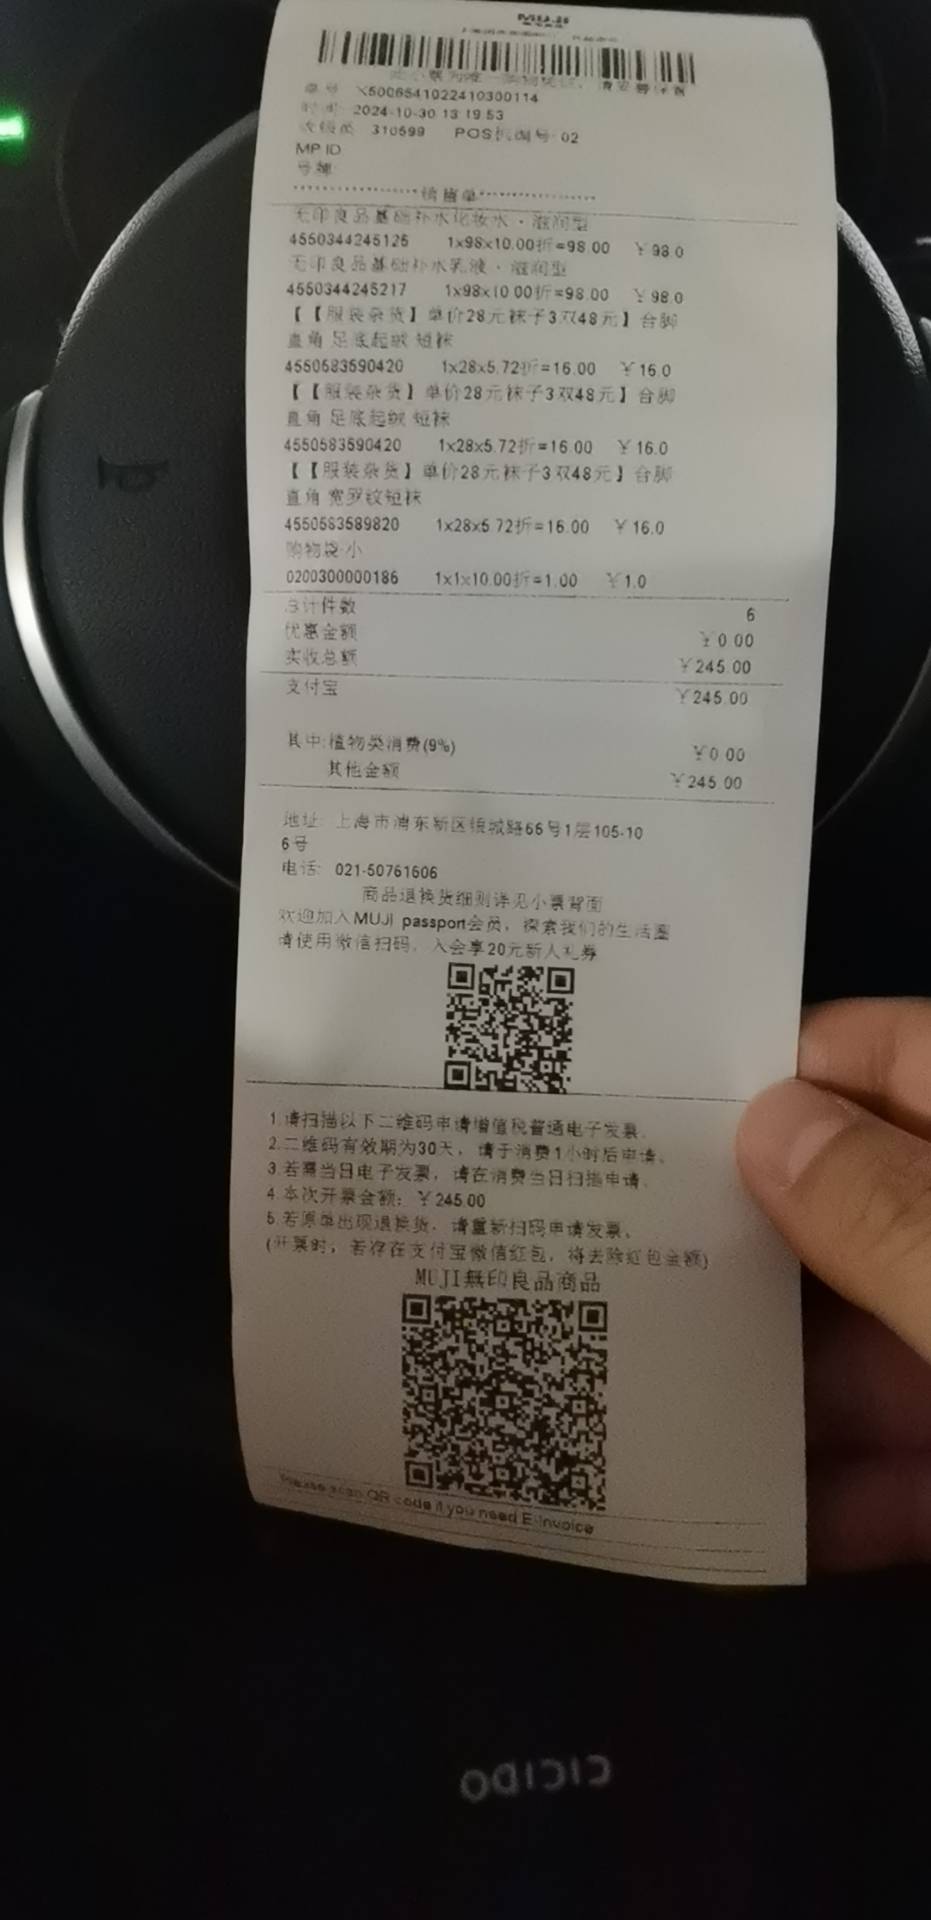 MUJI
此小票为唯一购物凭证，请妥善保管
单号 X5006541022410300114
时间 2024-10-30 13 19 53
收银员 310599 POS机编号 02
MP ID
号牌
销售单
无印良品基础补水化妆水·滋润型
4550344245126 1x98x10.00折=98.00 ￥98.0
无印良品基础补水乳液·滋润型
4550344245217 1x98x10 00折=98.00 ￥98.0
【【服装杂货】单价28元袜子3双48元】合脚
直角 足底起绒 短袜
4550583590420 1x28x5.72折=16.00 ￥16.0
【【服装杂货】单价28元袜子3双48元】合脚
直角 足底起绒 短袜
4550583590420 1x28x5.72折=16.00 ￥16.0
【【服装杂货】单价28元袜子3双48元】合脚
直角 宽罗纹短袜
4550583589820 1x28x5 72折=16.00 ￥16.0
购物袋 小
0200300000186 1x1x10.00折=1.00 ￥1.0
总计件数 6
优惠金额 ￥0 00
实收总额 ￥245.00
支付宝 ￥245.00
其中:植物类消费(9%) ￥0 00
其他金额 ￥245.00
地址: 上海市浦东新区银城路66号1层105-10
6号
电话: 021-50761606
商品退换货细则详见小票背面
欢迎加入MUJI passport会员，探索我们的生活圈
请使用微信扫码，入会享20元新人礼券
1.请扫描以下二维码申请增值税普通电子发票.
2.二维码有效期为30天，请于消费1小时后申请。
3.若需当日电子发票，请在消费当日扫描申请.
4.本次开票金额：￥245.00
5.若原单出现退换货，请重新扫码申请发票。
(开票时，若存在支付宝微信红包，将去除红包金额)
MUJI無印良品商品
Please scan QR code if you need E-Invoice
CICIDO